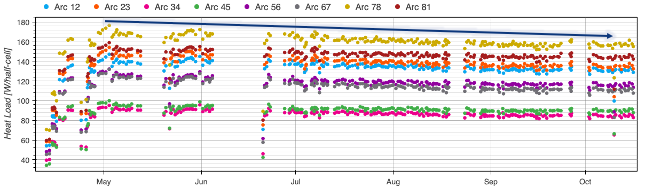 Arc 12 Arc 23 Arc 34 Arc 45 Arc 56 Arc 67 Arc 78 Arc 81
Heat Load [W/half-cell]
180
160
140
120
100
80
60
40
May Jun Jul Aug Sep Oct